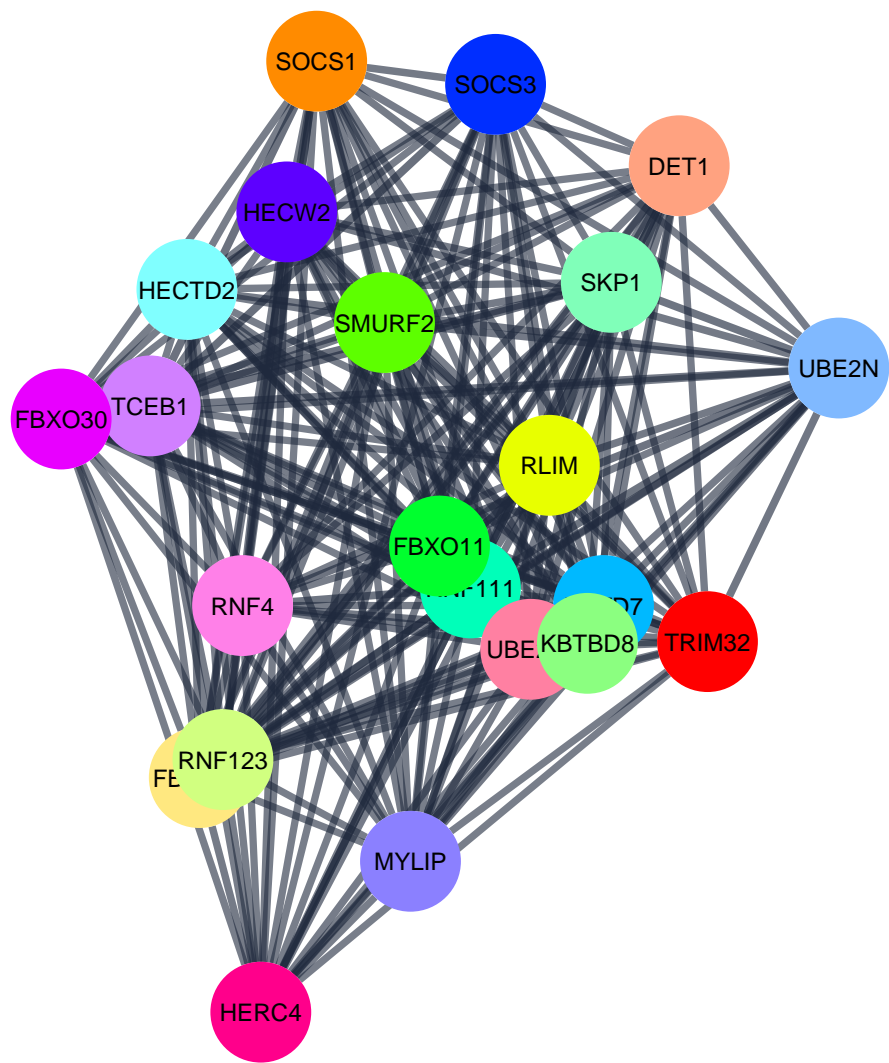 SOCS1
SOCS3
DET1
HECW2
HECTD2
SKP1
SMURF2
UBE2N
TCEB1
FBXO30
RLIM
FBXO11
RNF4
KBTBD8
TRIM32
RNF123
MYLIP
HERC4